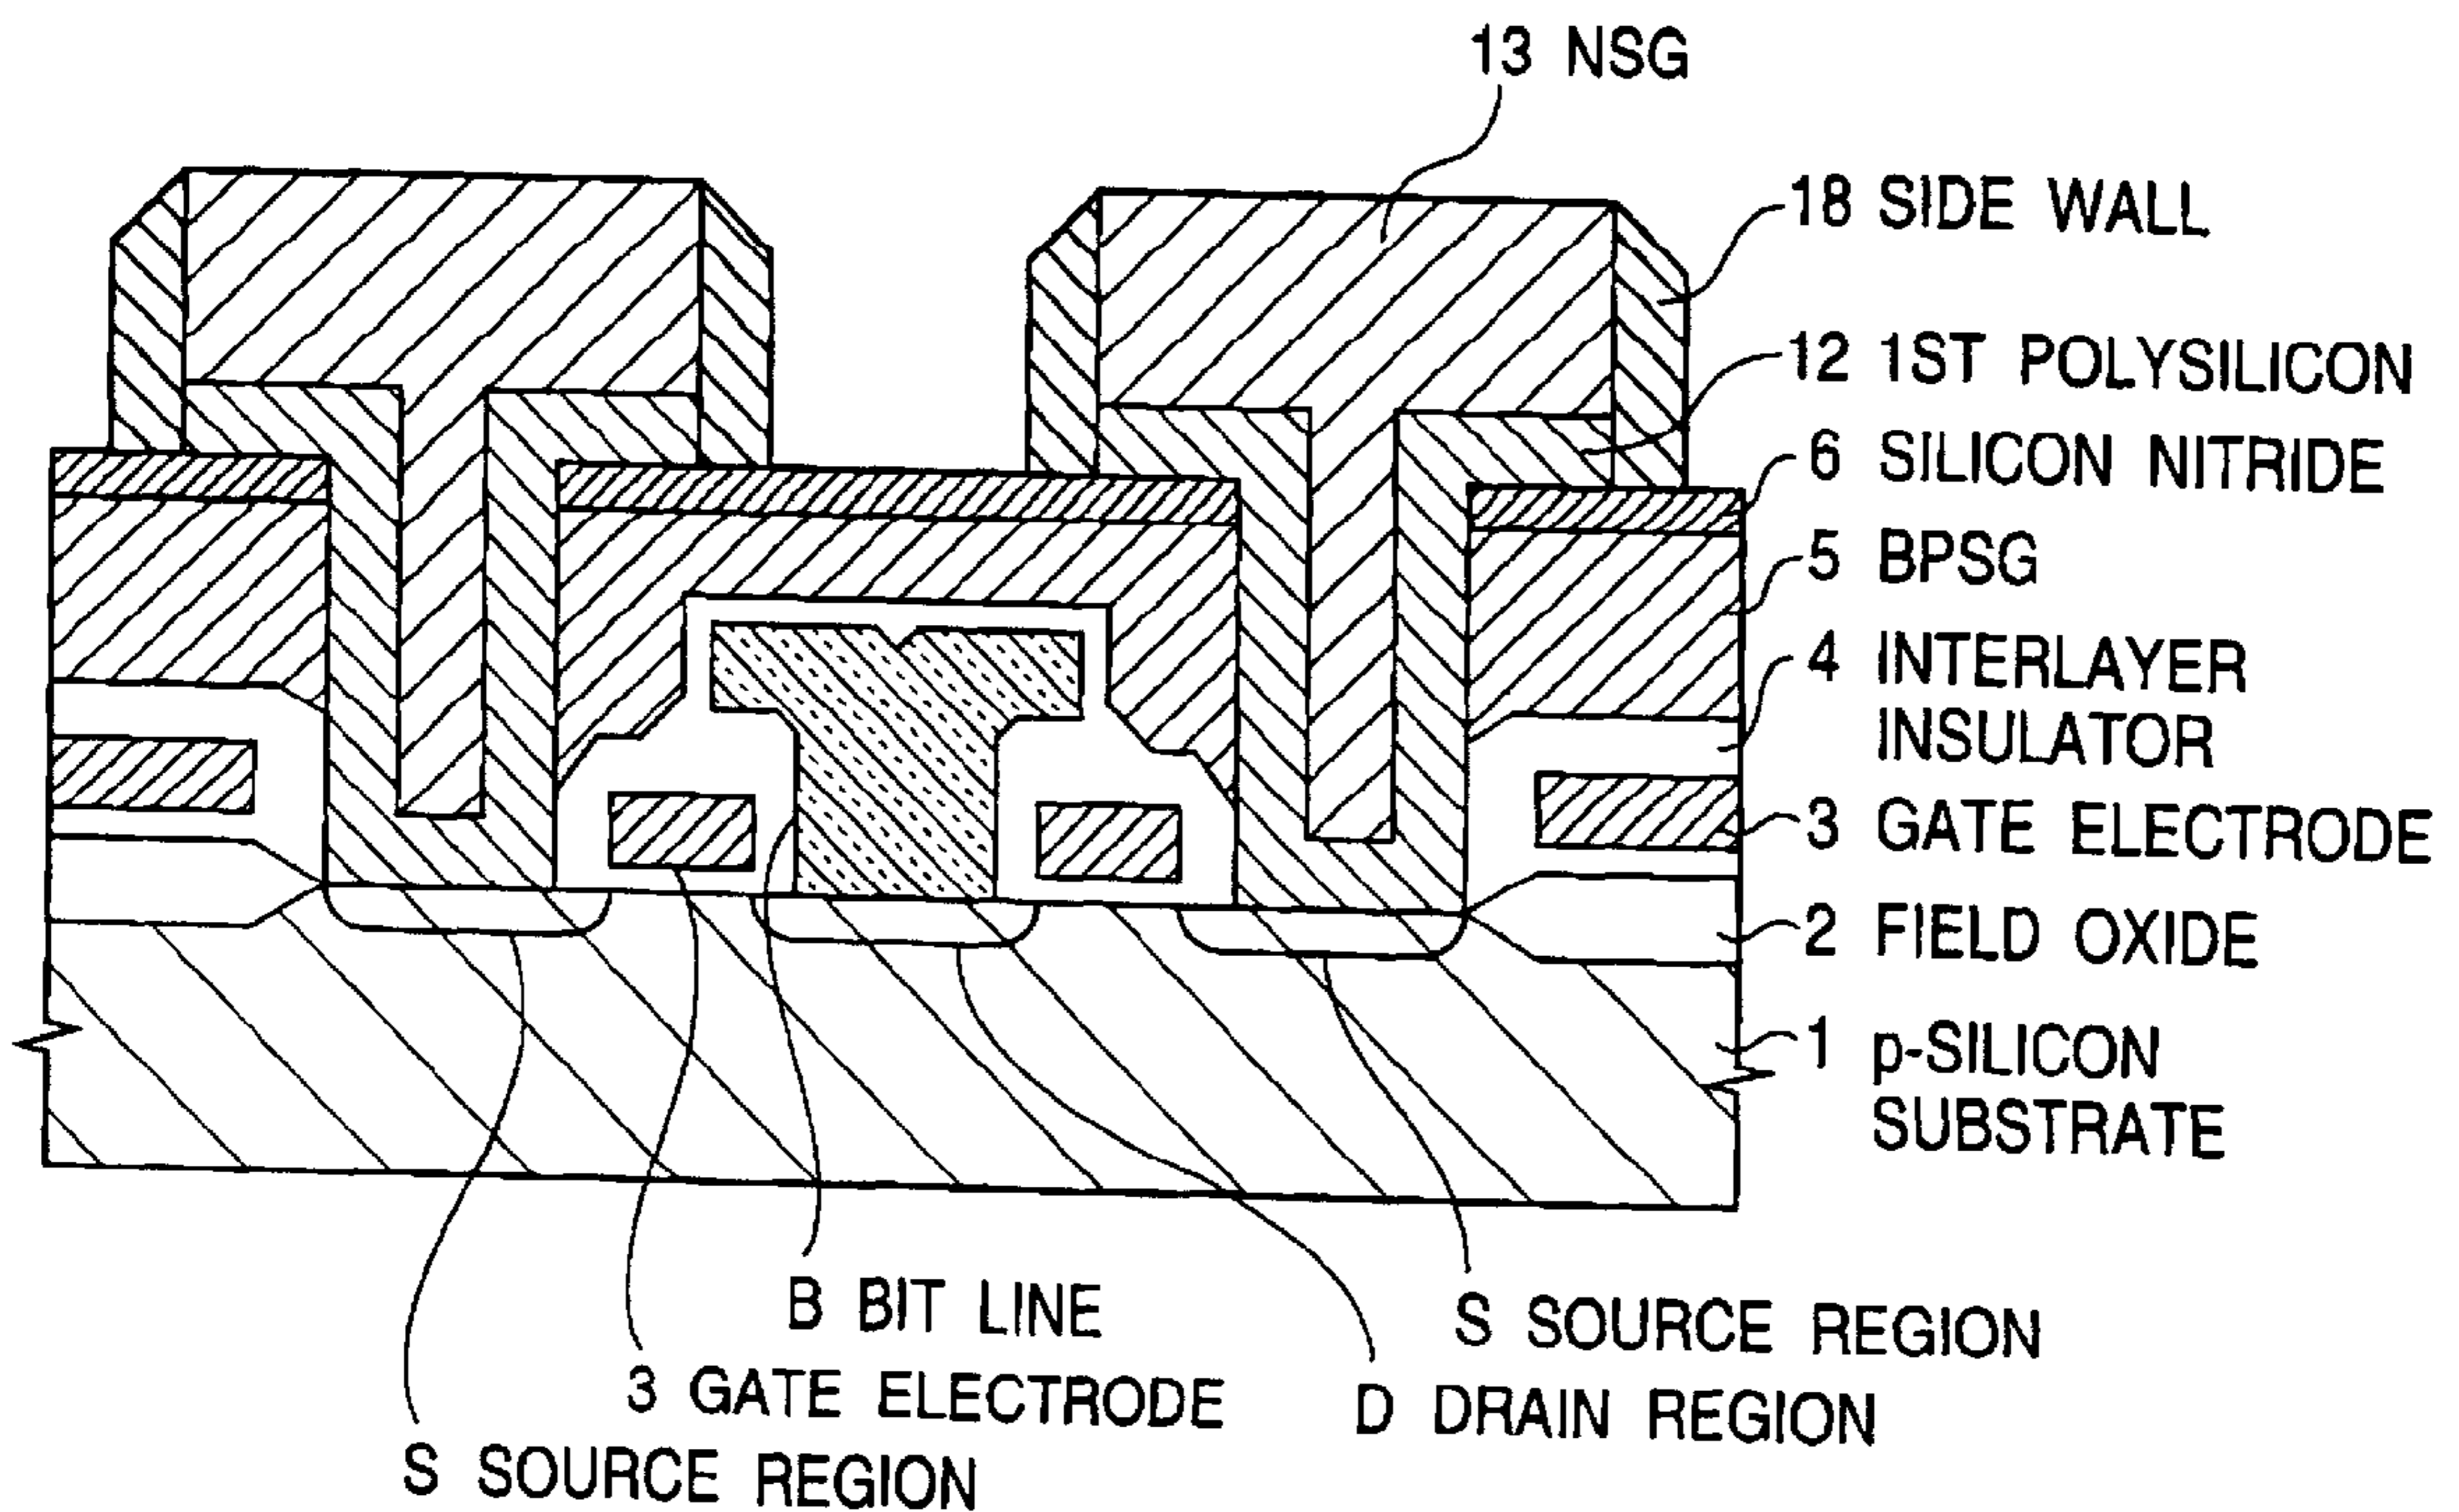 13 NSG
18 SIDE WALL
12 1ST POLYSILICON
6 SILICON NITRIDE
5 BPSG
4 INTERLAYER
INSULATOR
3 GATE ELECTRODE
2 FIELD OXIDE
1 p-SILICON
SUBSTRATE
B BIT LINE
S SOURCE REGION
3 GATE ELECTRODE
D DRAIN REGION
S SOURCE REGION